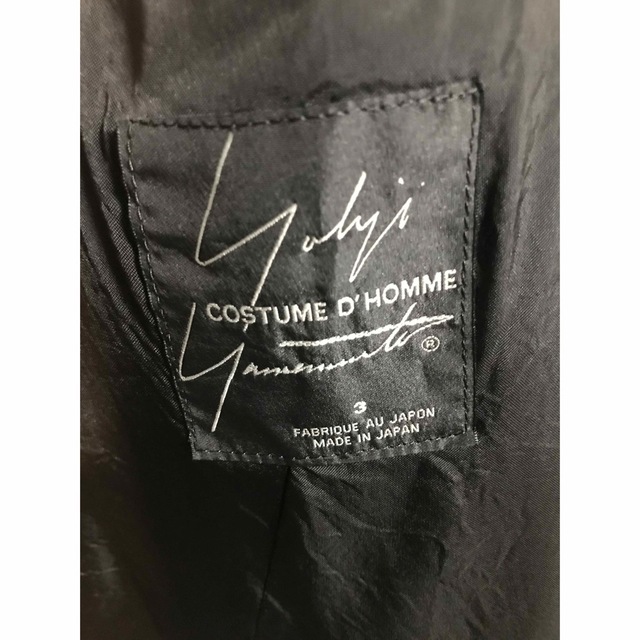 Yohji
COSTUME D'HOMME
Yamamoto ®
3
FABRIQUE AU JAPON
MADE IN JAPAN